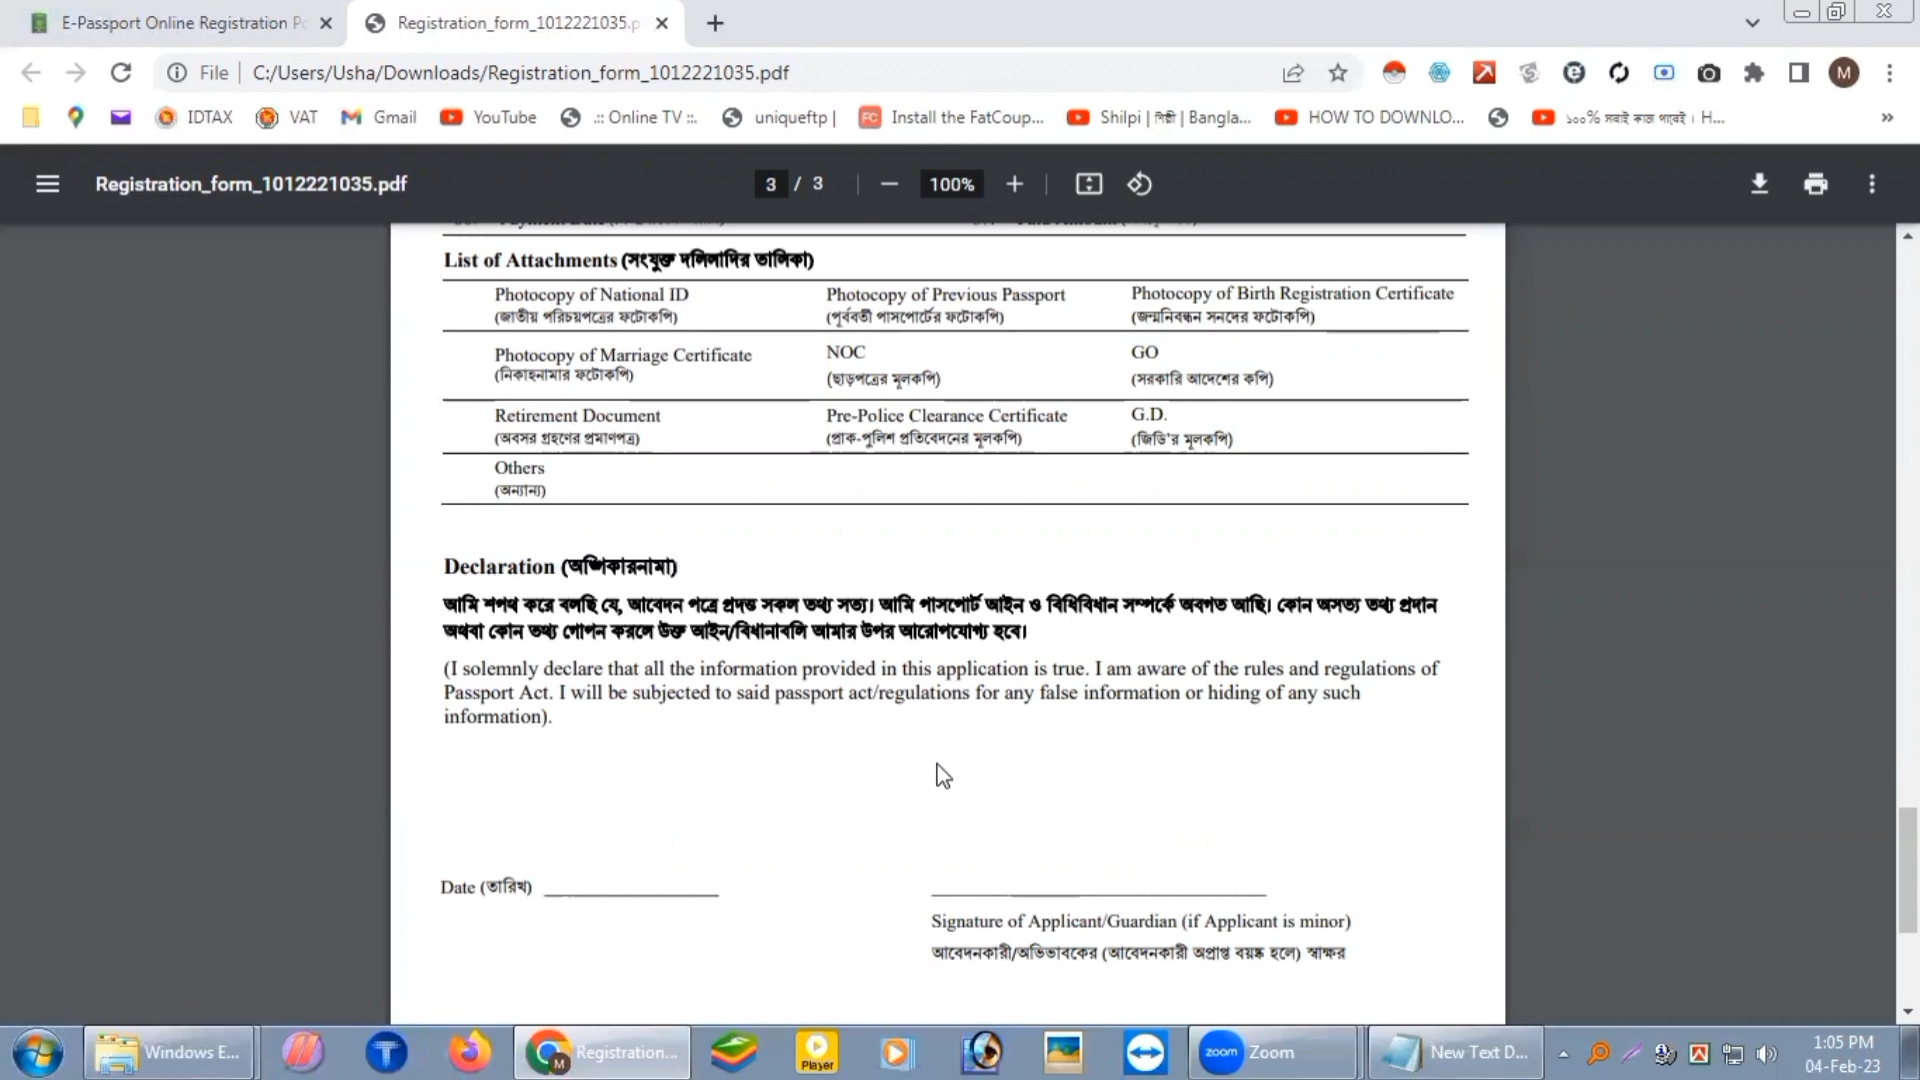 E-Passport Online Registration Po
Registration_form_1012221035.p
File
C:/Users/Usha/Downloads/Registration_form_1012221035.pdf
M
IDTAX
VAT
Gmail
YouTube
.:: Online TV ::.
uniqueftp |
FC
Install the FatCoup...
Shilpi | শিল্পী | Bangla...
HOW TO DOWNLO...
১০০% সবাই কাজ পাবেই । H...
Registration_form_1012221035.pdf
3 / 3
100%
List of Attachments (সংযুক্ত দলিলাদির তালিকা)
Photocopy of National ID
(জাতীয় পরিচয়পত্রের ফটোকপি)
Photocopy of Previous Passport
(পূর্ববর্তী পাসপোর্টের ফটোকপি)
Photocopy of Birth Registration Certificate
(জন্মনিবন্ধন সনদের ফটোকপি)
Photocopy of Marriage Certificate
(নিকাহনামার ফটোকপি)
NOC
(ছাড়পত্রের মূলকপি)
GO
(সরকারি আদেশের কপি)
Retirement Document
(অবসর গ্রহণের প্রমাণপত্র)
Pre-Police Clearance Certificate
(প্রাক-পুলিশ প্রতিবেদনের মূলকপি)
G.D.
(জিডি'র মূলকপি)
Others
(অন্যান্য)
Declaration (অঙ্গিকারনামা)
আমি শপথ করে বলছি যে, আবেদন পত্রে প্রদত্ত সকল তথ্য সত্য। আমি পাসপোর্ট আইন ও বিধিবিধান সম্পর্কে অবগত আছি। কোন অসত্য তথ্য প্রদান
অথবা কোন তথ্য গোপন করলে উক্ত আইন/বিধানাবলি আমার উপর আরোপযোগ্য হবে।
(I solemnly declare that all the information provided in this application is true. I am aware of the rules and regulations of
Passport Act. I will be subjected to said passport act/regulations for any false information or hiding of any such
information).
Date (তারিখ)
Signature of Applicant/Guardian (if Applicant is minor)
আবেদনকারী/অভিভাবকের (আবেদনকারী অপ্রাপ্ত বয়ষ্ক হলে) স্বাক্ষর
Windows E...
M
Registration...
Player
zoom
Zoom
New Text D...
1:05 PM
04-Feb-23